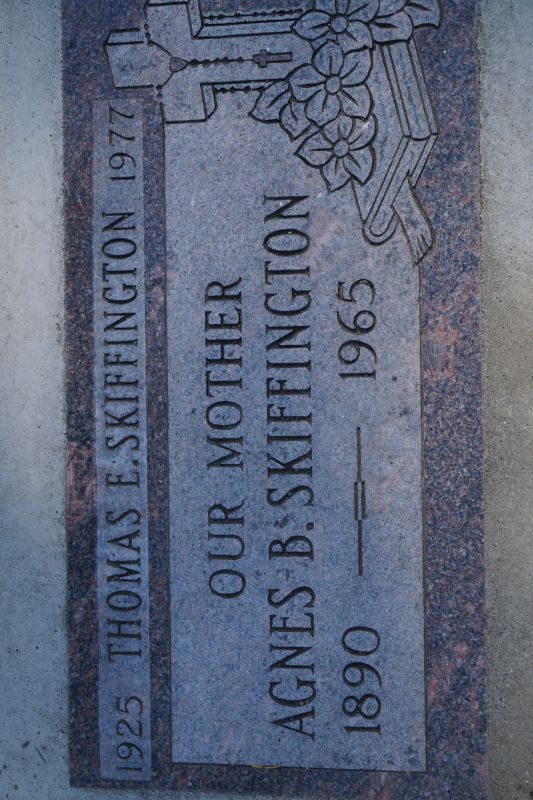 1925 THOMAS E. SKIFFINGTON 1977
OUR MOTHER
AGNES B. SKIFFINGTON
1890 1965